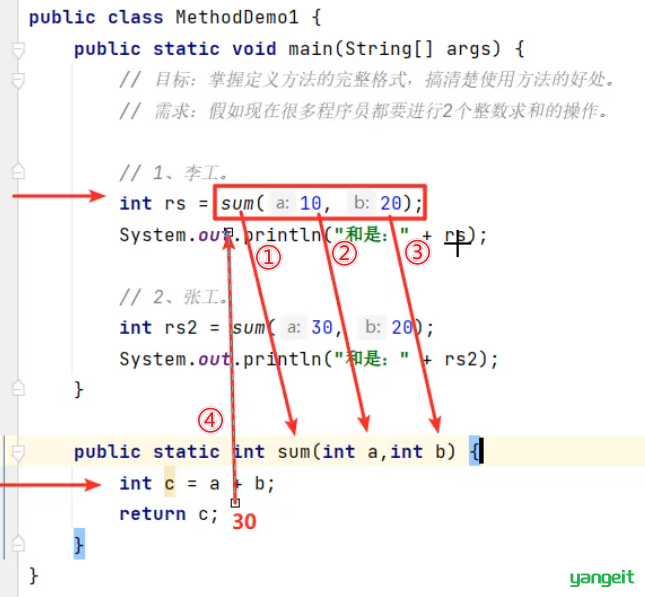 public class MethodDemo1 {
public static void main(String[] args) {
// 目标：掌握定义方法的完整格式，搞清楚使用方法的好处。
// 需求：假如现在很多程序员都要进行2个整数求和的操作。
// 1、李工。
int rs = sum( a: 10, b: 20);
System.out.println("和是：" + rs);
① ② ③
// 2、张工。
int rs2 = sum( a: 30, b: 20);
System.out.println("和是：" + rs2);
}
④
public static int sum(int a,int b) {
int c = a + b;
return c;
30
}
}
yangeit